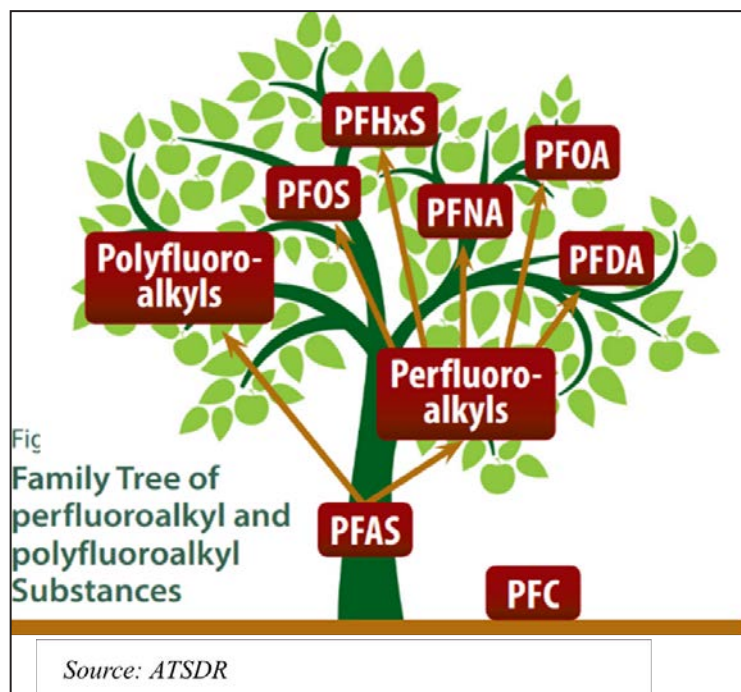 PFHxS
PFOA
PFOS
PFNA
Polyfluoro-
alkyls
PFDA
Perfluoro-
alkyls
Fig
Family Tree of
perfluoroalkyl and
polyfluoroalkyl
Substances
PFAS
PFC
Source: ATSDR